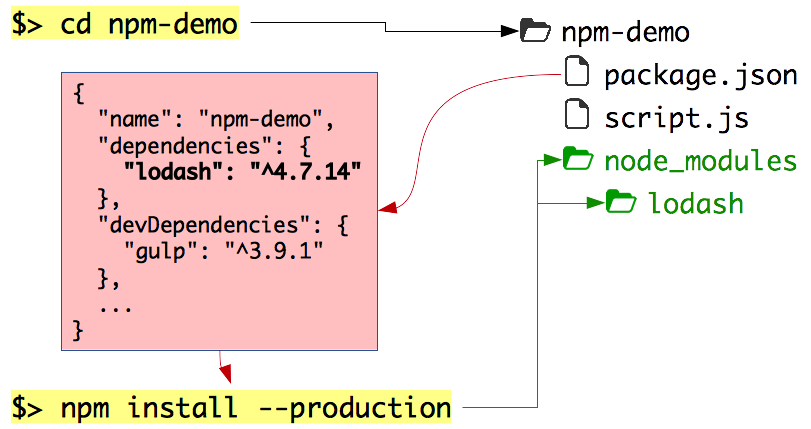 $> cd npm-demo
npm-demo
package.json
script.js
node_modules
lodash
{
"name": "npm-demo",
"dependencies": {
"lodash": "^4.7.14"
},
"devDependencies": {
"gulp": "^3.9.1"
},
...
}
$> npm install --production